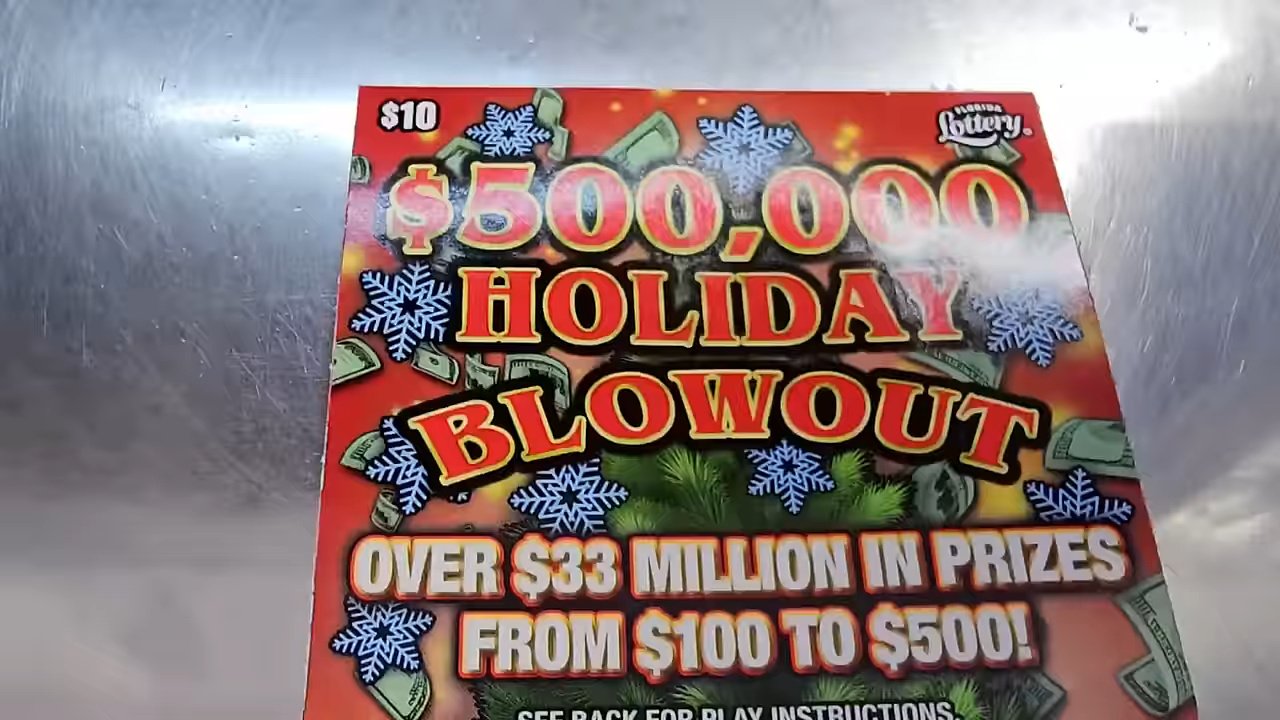 $10
FLORIDA
Lottery®
$500,000
HOLIDAY
BLOWOUT
OVER $33 MILLION IN PRIZES
FROM $100 TO $500!
SEE BACK FOR PLAY INSTRUCTIONS.